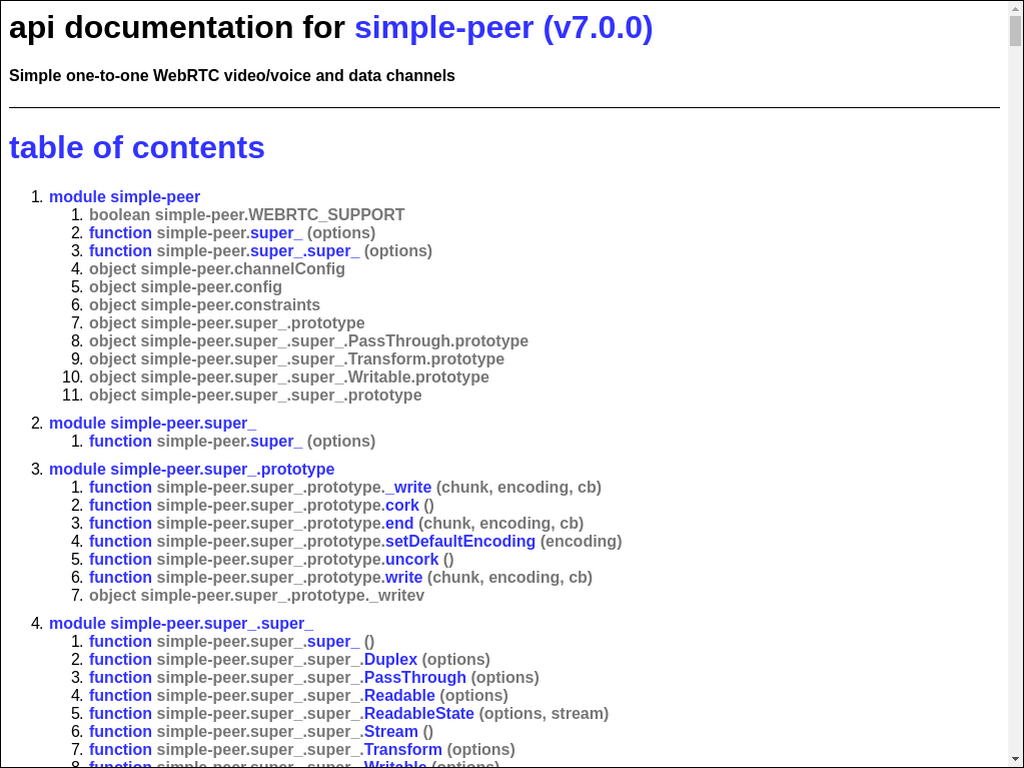 api documentation for simple-peer (v7.0.0)
Simple one-to-one WebRTC video/voice and data channels
table of contents
1. module simple-peer
1. boolean simple-peer.WEBRTC_SUPPORT
2. function simple-peer.super_ (options)
3. function simple-peer.super_.super_ (options)
4. object simple-peer.channelConfig
5. object simple-peer.config
6. object simple-peer.constraints
7. object simple-peer.super_.prototype
8. object simple-peer.super_.super_.PassThrough.prototype
9. object simple-peer.super_.super_.Transform.prototype
10. object simple-peer.super_.super_.Writable.prototype
11. object simple-peer.super_.super_.prototype
2. module simple-peer.super_
1. function simple-peer.super_ (options)
3. module simple-peer.super_.prototype
1. function simple-peer.super_.prototype._write (chunk, encoding, cb)
2. function simple-peer.super_.prototype.cork ()
3. function simple-peer.super_.prototype.end (chunk, encoding, cb)
4. function simple-peer.super_.prototype.setDefaultEncoding (encoding)
5. function simple-peer.super_.prototype.uncork ()
6. function simple-peer.super_.prototype.write (chunk, encoding, cb)
7. object simple-peer.super_.prototype._writev
4. module simple-peer.super_.super_
1. function simple-peer.super_.super_ ()
2. function simple-peer.super_.super_.Duplex (options)
3. function simple-peer.super_.super_.PassThrough (options)
4. function simple-peer.super_.super_.Readable (options)
5. function simple-peer.super_.super_.ReadableState (options, stream)
6. function simple-peer.super_.super_.Stream ()
7. function simple-peer.super_.super_.Transform (options)
8. function simple-peer.super_.super_.Writable (options)